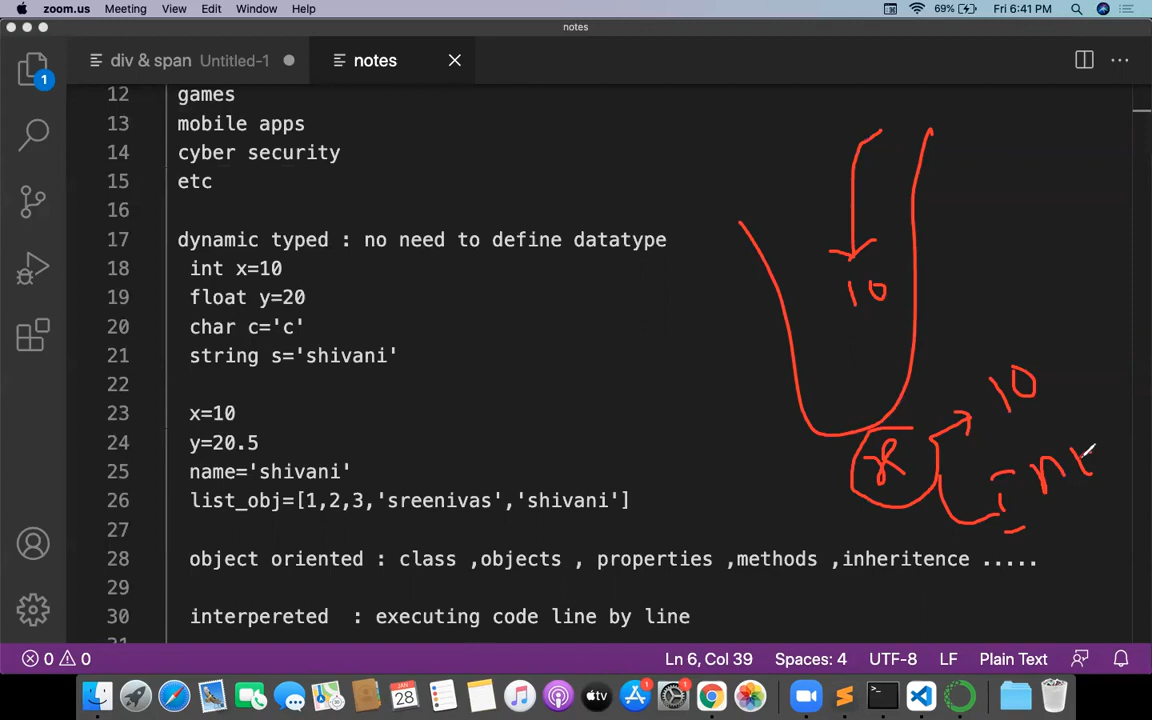 zoom.us Meeting View Edit Window Help 69% Fri 6:41 PM
notes
div & span Untitled-1 notes
1
12 games
13 mobile apps
14 cyber security
15 etc
16
17 dynamic typed : no need to define datatype
18 int x=10
19 float y=20
20 char c='c'
21 string s='shivani'
22
23 x=10
24 y=20.5
25 name='shivani'
26 list_obj=[1,2,3,'sreenivas','shivani']
27
28 object oriented : class ,objects , properties ,methods ,inheritence .....
29
30 interpereted : executing code line by line
10
10
x
int
0 0 Ln 6, Col 39 Spaces: 4 UTF-8 LF Plain Text
28 1 1